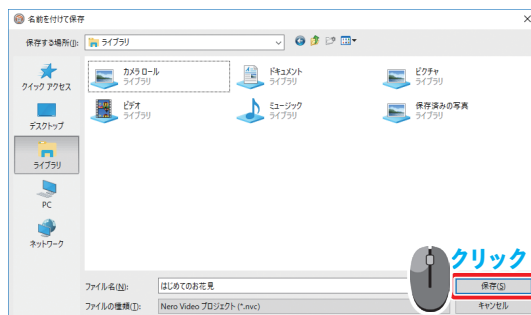 名前を付けて保存
保存する場所(I):
ライブラリ
クイック アクセス
デスクトップ
ライブラリ
PC
ネットワーク
カメラ ロール
ライブラリ
ドキュメント
ライブラリ
ピクチャ
ライブラリ
ビデオ
ライブラリ
ミュージック
ライブラリ
保存済みの写真
ライブラリ
クリック
ファイル名(N):
はじめてのお花見
保存(S)
ファイルの種類(T):
Nero Video プロジェクト (*.nvc)
キャンセル